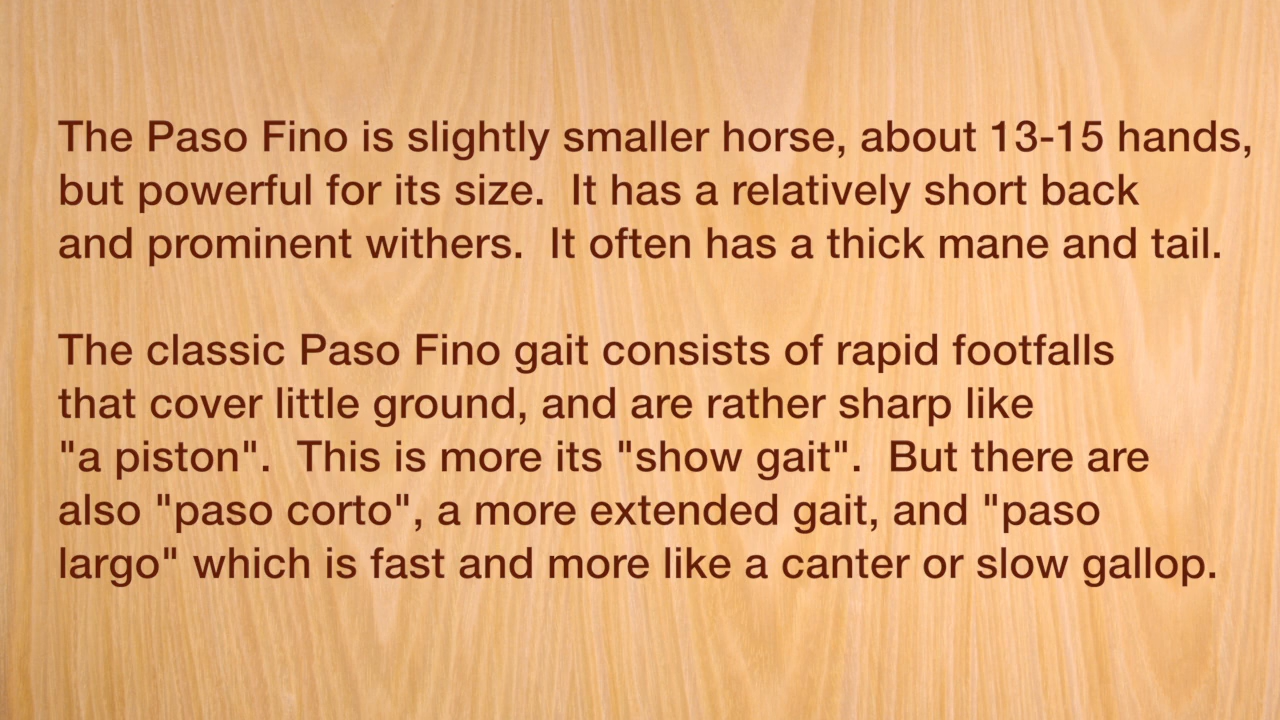 The Paso Fino is slightly smaller horse, about 13-15 hands,
but powerful for its size.  It has a relatively short back
and prominent withers.  It often has a thick mane and tail.
The classic Paso Fino gait consists of rapid footfalls
that cover little ground, and are rather sharp like
"a piston".  This is more its "show gait".  But there are
also "paso corto", a more extended gait, and "paso
largo" which is fast and more like a canter or slow gallop.